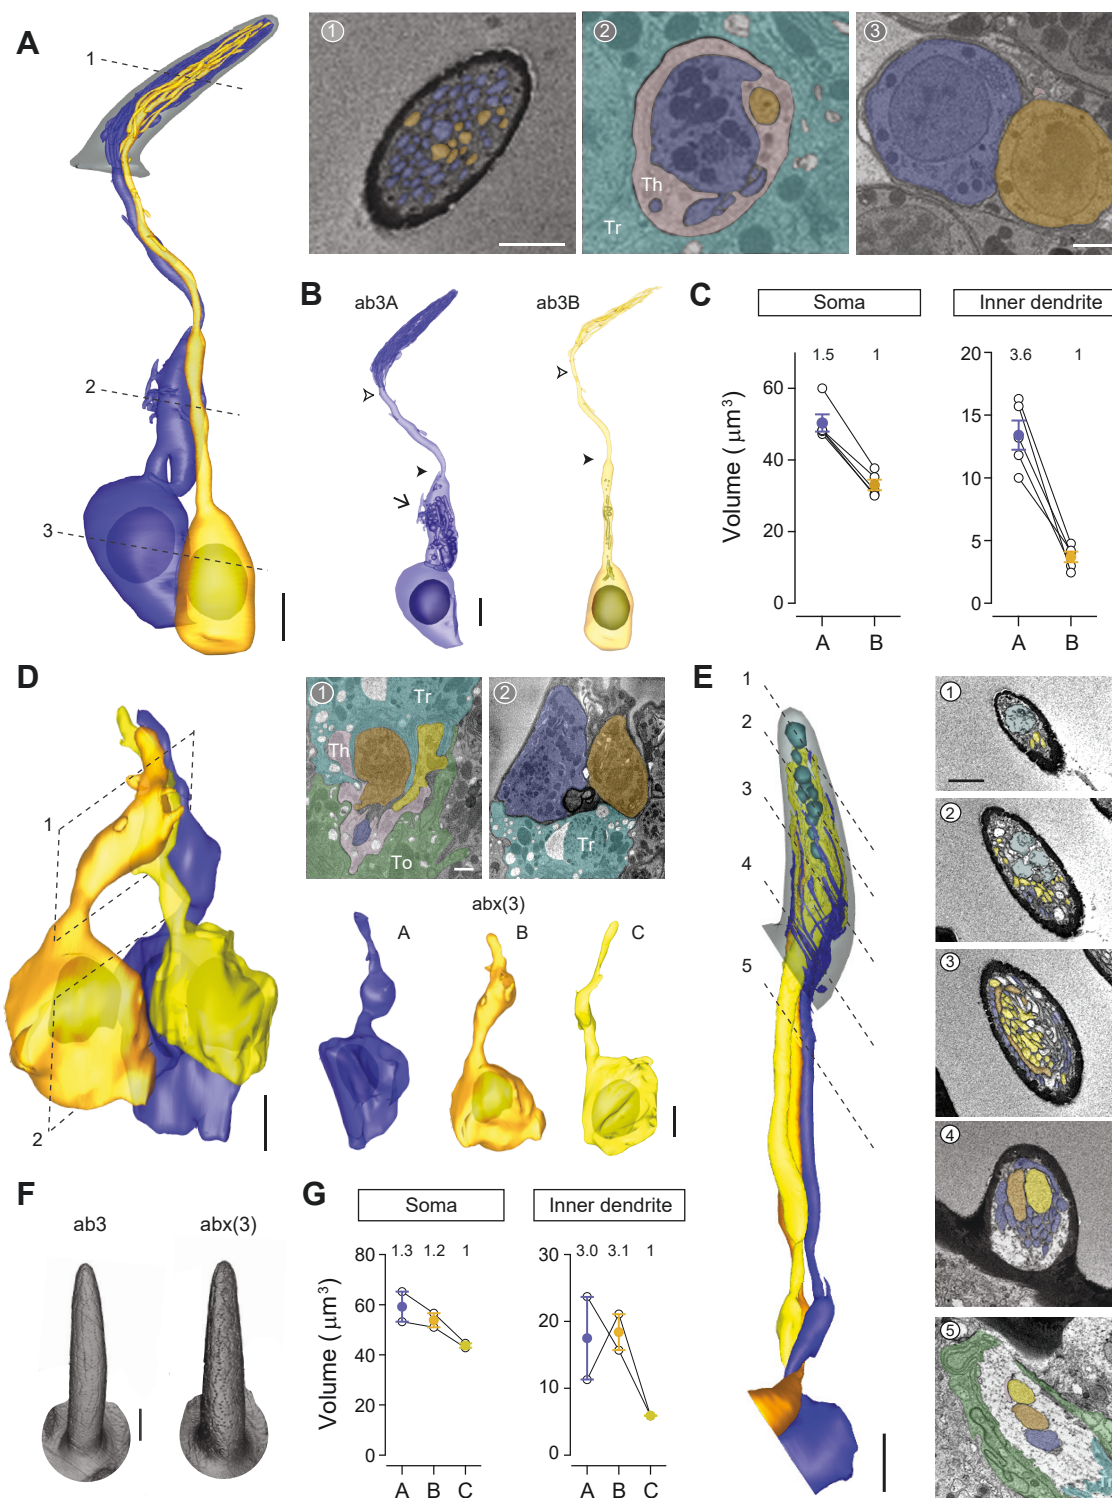 A
1
2
3
1
2
Th
Tr
3
B
ab3A
ab3B
C
Soma
Inner dendrite
1.5
1
3.6
1
Volume ( μm³)
60
40
20
0
20
15
10
5
0
A
B
A
B
D
1
2
1
Tr
Th
To
2
Tr
abx(3)
A
B
C
E
1
2
3
4
5
1
2
3
4
5
Tr
F
ab3
abx(3)
G
Soma
Inner dendrite
1.3
1.2
1
3.0
3.1
1
Volume ( μm³)
80
60
40
20
0
30
20
10
0
A
B
C
A
B
C